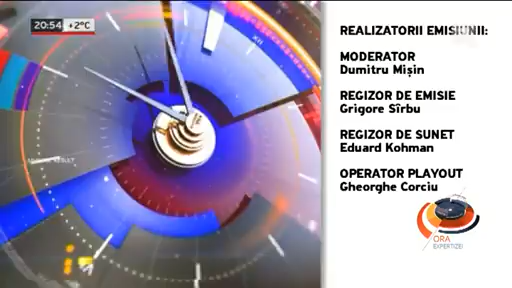 20:54 +2°C
REALIZATORII EMISIUNII:
MODERATOR
Dumitru Mișin
REGIZOR DE EMISIE
Grigore Sîrbu
REGIZOR DE SUNET
Eduard Kohman
OPERATOR PLAYOUT
Gheorghe Corciu
ORA
EXPERTIZEI